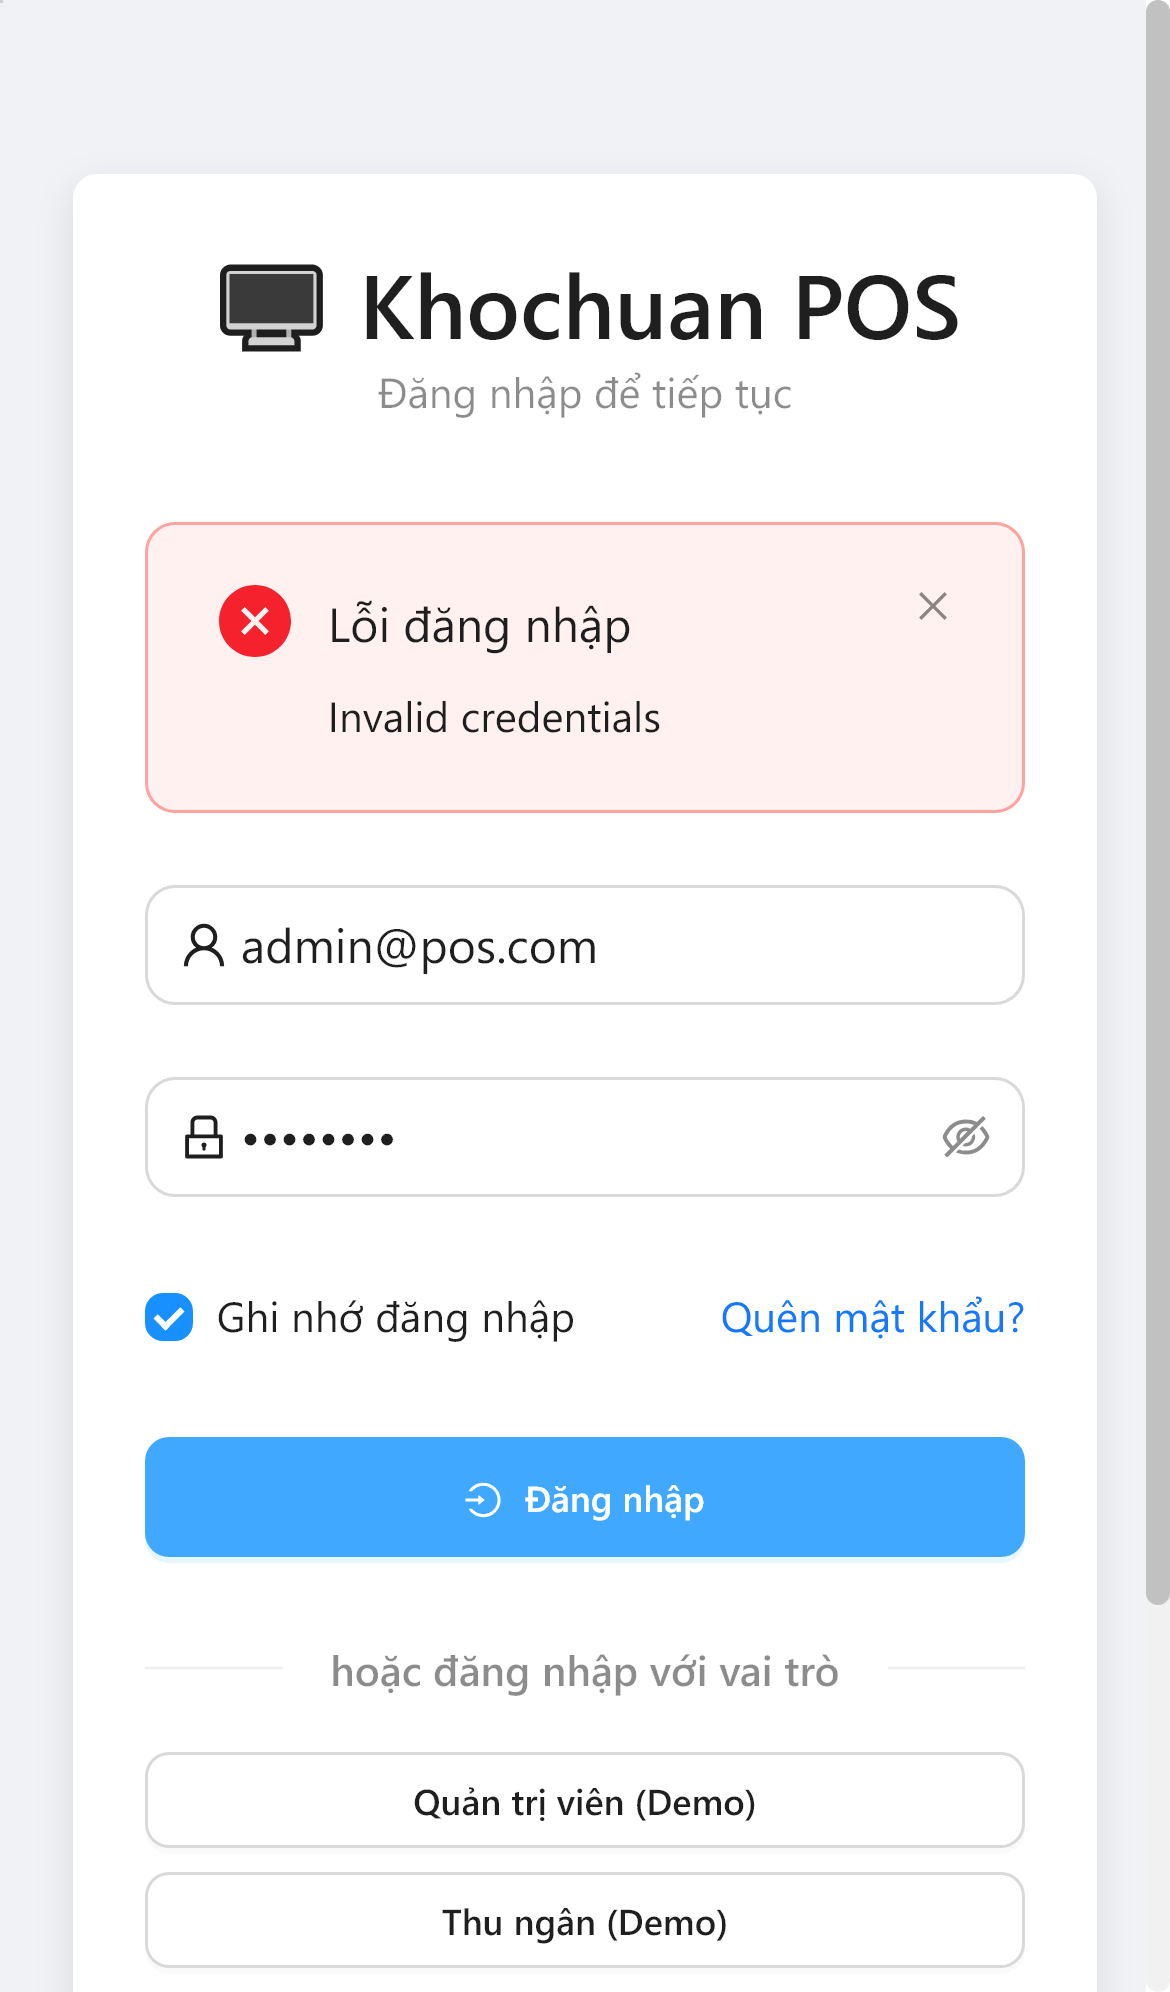 Khochuan POS
Đăng nhập để tiếp tục
Lỗi đăng nhập
Invalid credentials
admin@pos.com
••••••••
Ghi nhớ đăng nhập
Quên mật khẩu?
Đăng nhập
hoặc đăng nhập với vai trò
Quản trị viên (Demo)
Thu ngân (Demo)